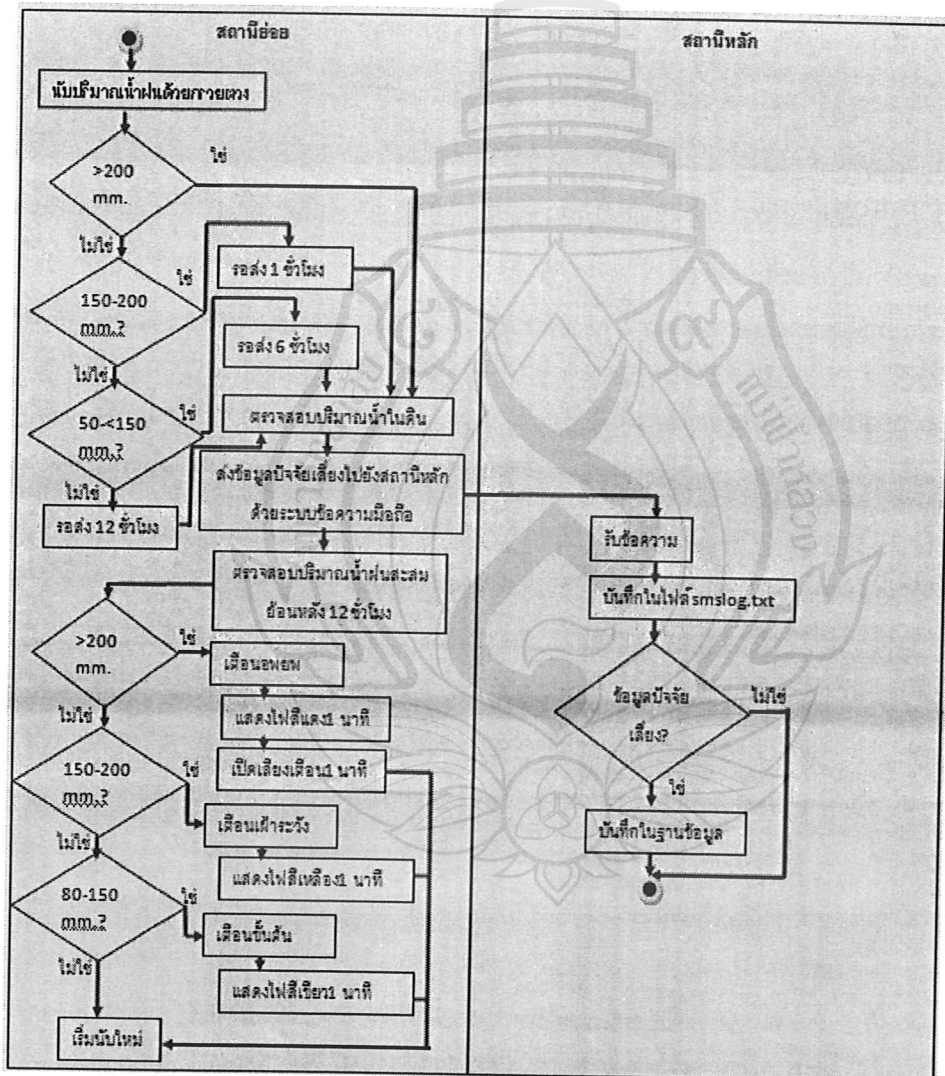 สถานีย่อย
นับปริมาณน้ำฝนด้วยกรวยตวง
>200
mm.
ใช่
ไม่ใช่
150-200
mm.?
ใช่
รอส่ง 1 ชั่วโมง
ไม่ใช่
รอส่ง 6 ชั่วโมง
50-<150
mm.?
ใช่
ไม่ใช่
รอส่ง 12 ชั่วโมง
ตรวจสอบปริมาณน้ำในดิน
ส่งข้อมูลปัจจัยเสี่ยงไปยังสถานีหลัก
ด้วยระบบข้อความมือถือ
ตรวจสอบปริมาณน้ำฝนสะสม
ย้อนหลัง 12 ชั่วโมง
>200
mm.
ใช่
เตือนอพยพ
แสดงไฟสีแดง1 นาที
เปิดเสียงเตือน1 นาที
ไม่ใช่
150-200
mm.?
ใช่
เตือนเฝ้าระวัง
แสดงไฟสีเหลือง1 นาที
ไม่ใช่
80-150
mm.?
ใช่
เตือนขั้นต้น
แสดงไฟสีเขียว1 นาที
ไม่ใช่
เริ่มนับใหม่
สถานีหลัก
รับข้อความ
บันทึกในไฟล์ smslog.txt
ข้อมูลปัจจัย
เสี่ยง?
ไม่ใช่
ใช่
บันทึกในฐานข้อมูล